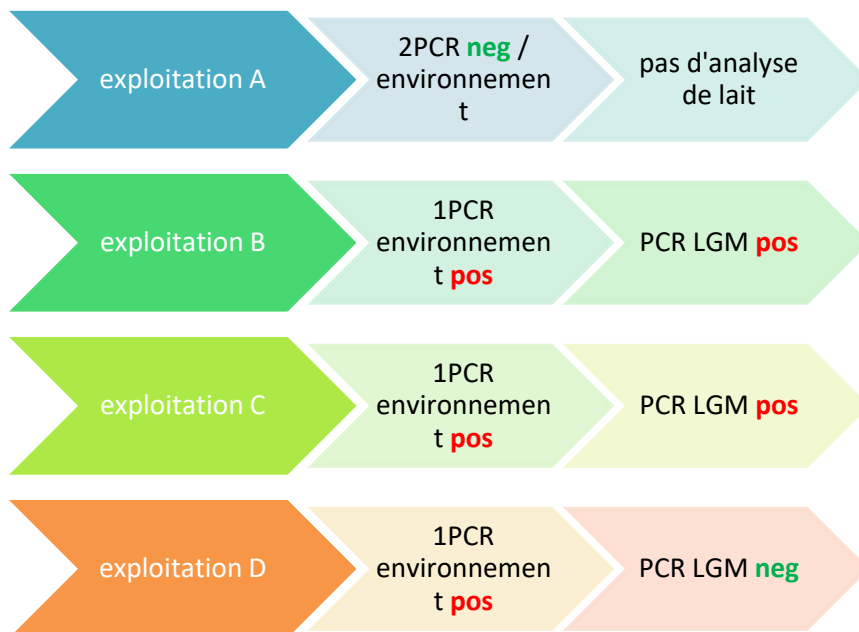 exploitation A
2PCR neg /
environnemen
t
pas d'analyse
de lait
exploitation B
1PCR
environnemen
t pos
PCR LGM pos
exploitation C
1PCR
environnemen
t pos
PCR LGM pos
exploitation D
1PCR
environnemen
t pos
PCR LGM neg